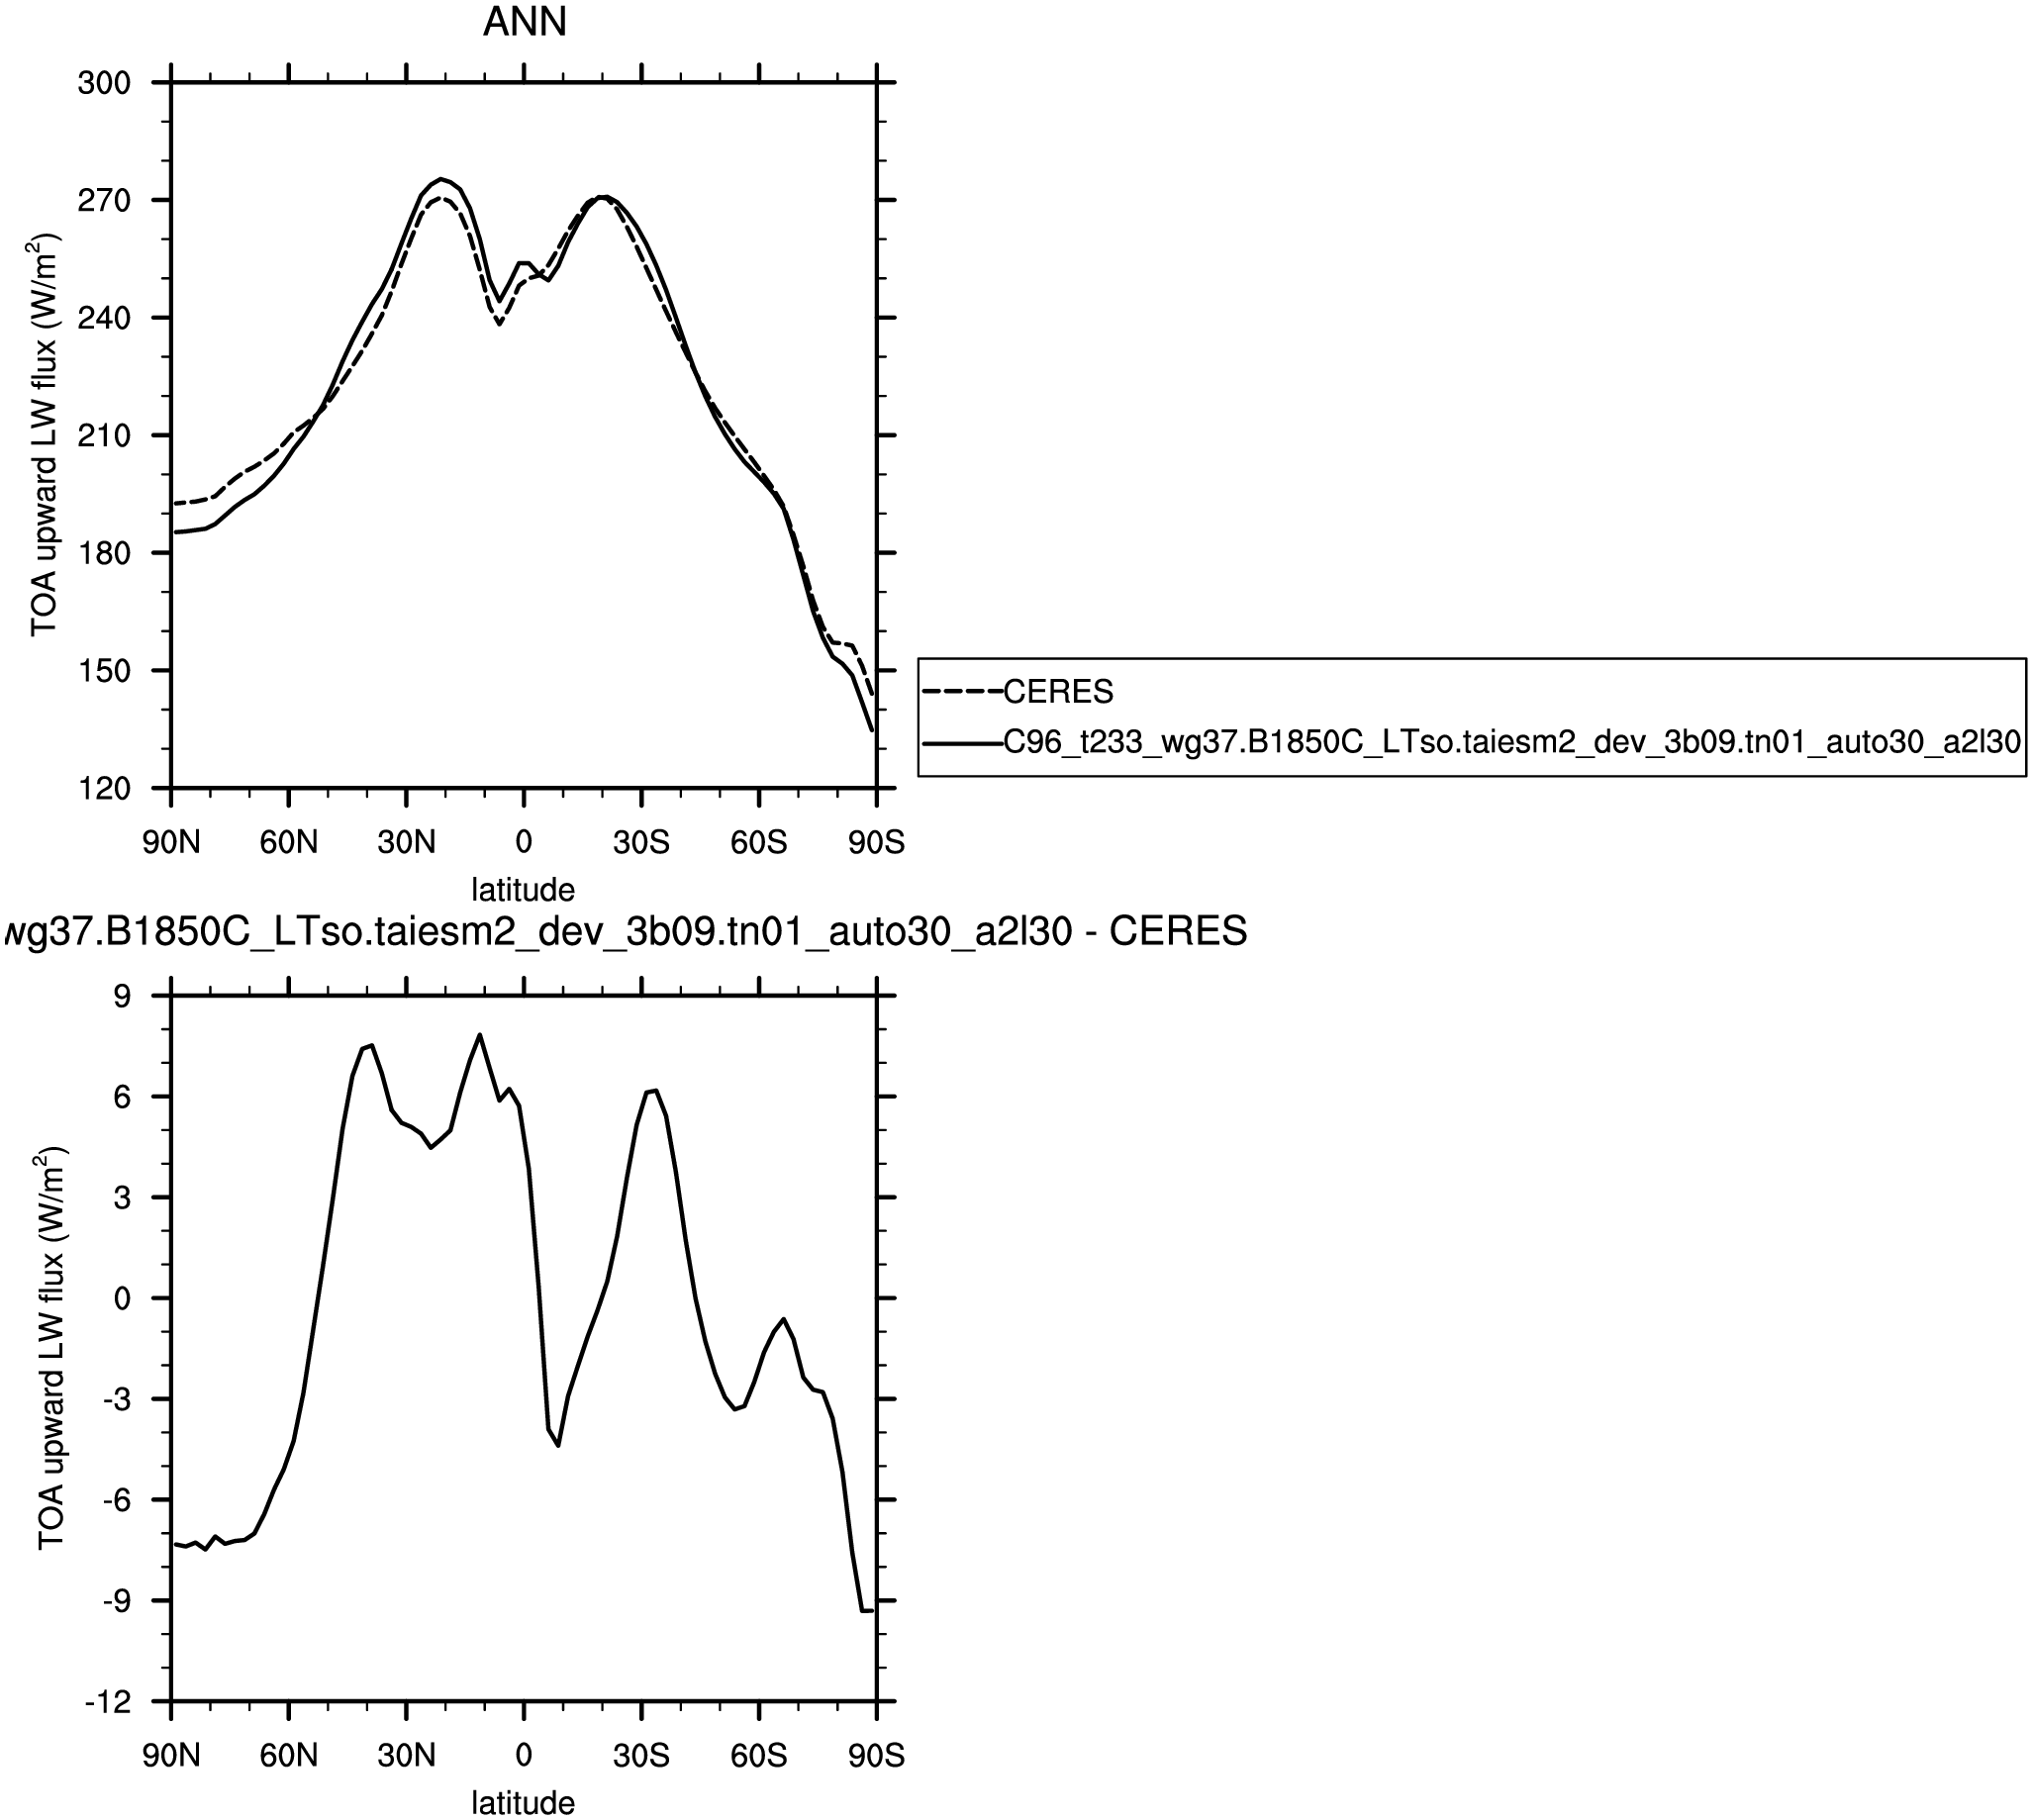 ANN
300
270
240
210
180
150
120
TOA upward LW flux (W/m²)
90N 60N 30N 0 30S 60S 90S
latitude
CERES
C96_t233_wg37.B1850C_LTso.taiesm2_dev_3b09.tn01_auto30_a2l30
wg37.B1850C_LTso.taiesm2_dev_3b09.tn01_auto30_a2l30 - CERES
9
6
3
0
-3
-6
-9
-12
TOA upward LW flux (W/m²)
90N 60N 30N 0 30S 60S 90S
latitude